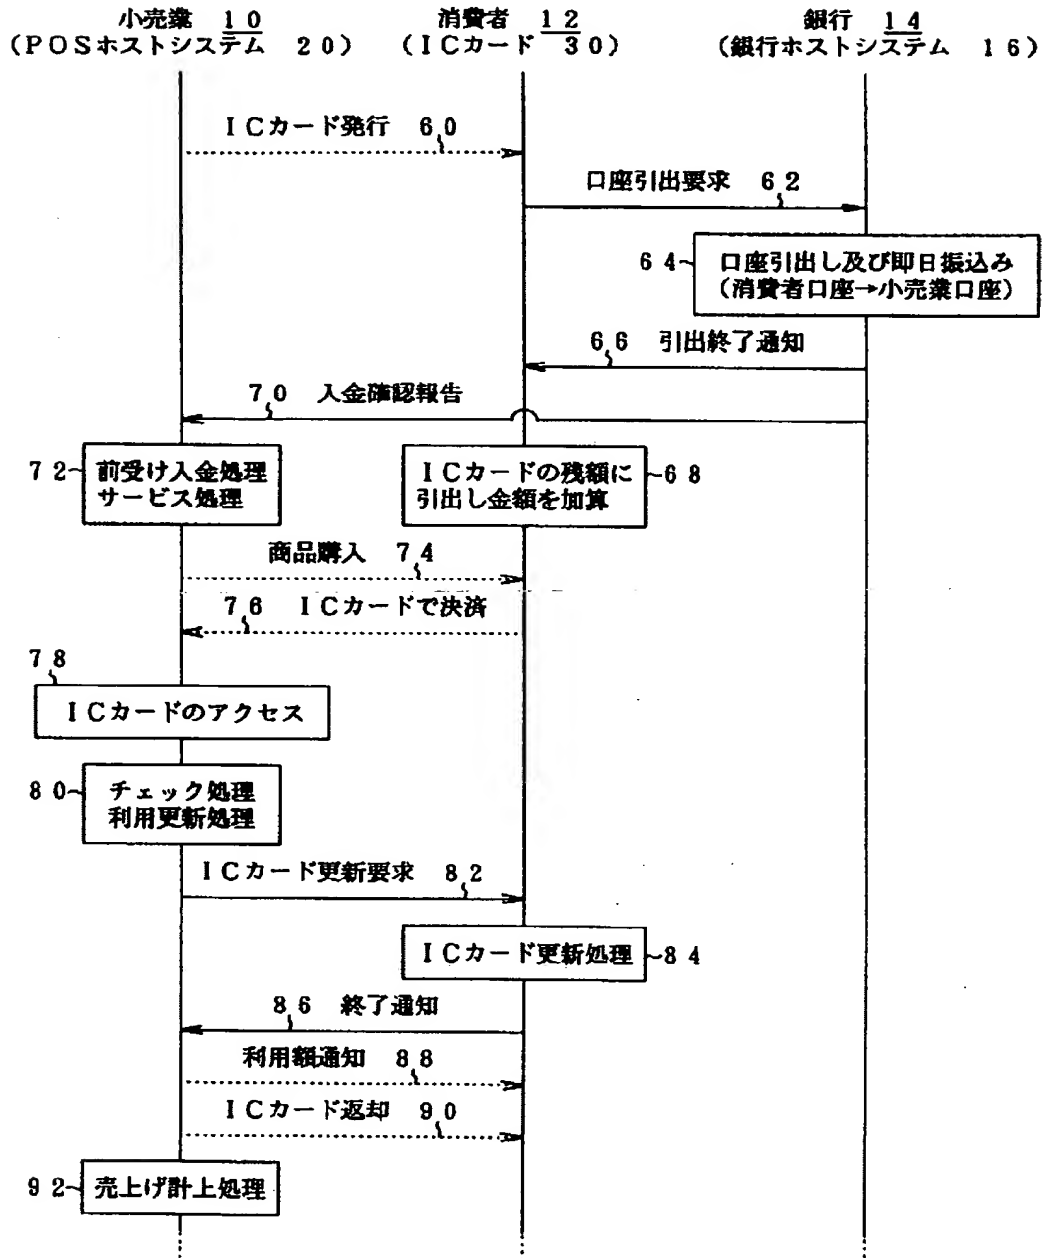 小売業　１０
（ＰＯＳホストシステム　２０）
消費者　１２
（ＩＣカード　３０）
銀行　１４
（銀行ホストシステム　１６）
ＩＣカード発行　６０
口座引出要求　６２
６４
口座引出し及び即日振込み
（消費者口座→小売業口座）
６６　引出終了通知
７０　入金確認報告
７２
前受け入金処理
サービス処理
ＩＣカードの残額に
引出し金額を加算
６８
商品購入　７４
７６　ＩＣカードで決済
７８
ＩＣカードのアクセス
８０
チェック処理
利用更新処理
ＩＣカード更新要求　８２
ＩＣカード更新処理
８４
８６　終了通知
利用額通知　８８
ＩＣカード返却　９０
９２
売上げ計上処理